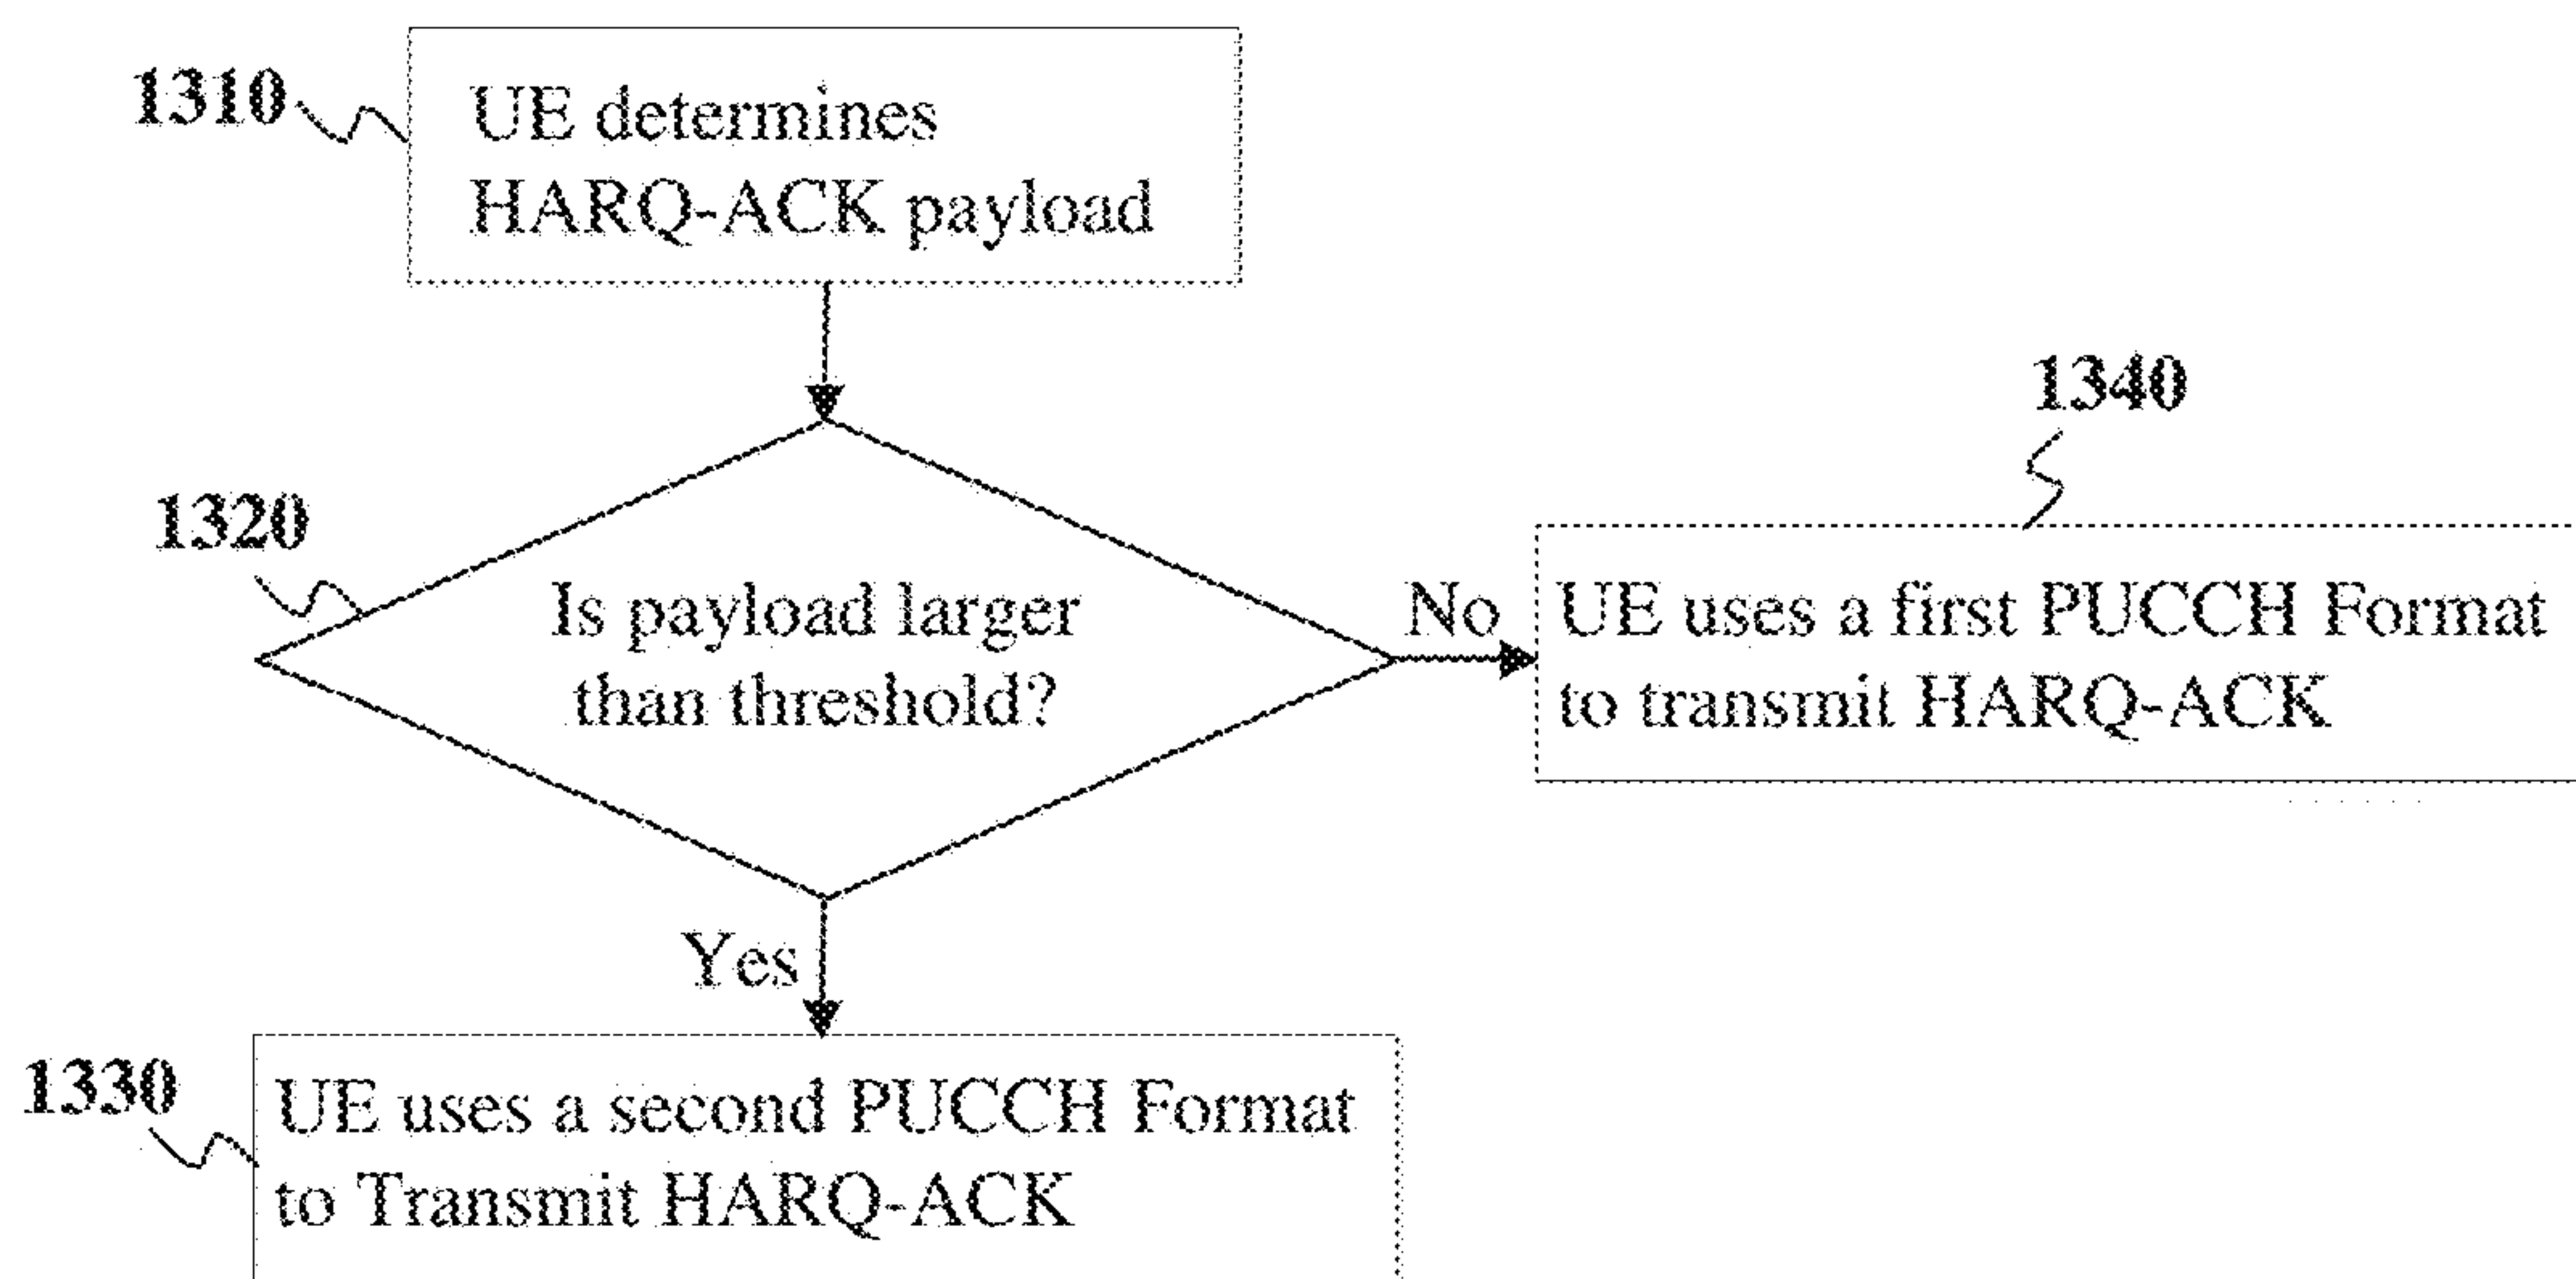 1310
UE determines
HARQ-ACK payload
1340
1320
Is payload larger
than threshold?
No
UE uses a first PUCCH Format
to transmit HARQ-ACK
Yes
1330
UE uses a second PUCCH Format
to Transmit HARQ-ACK